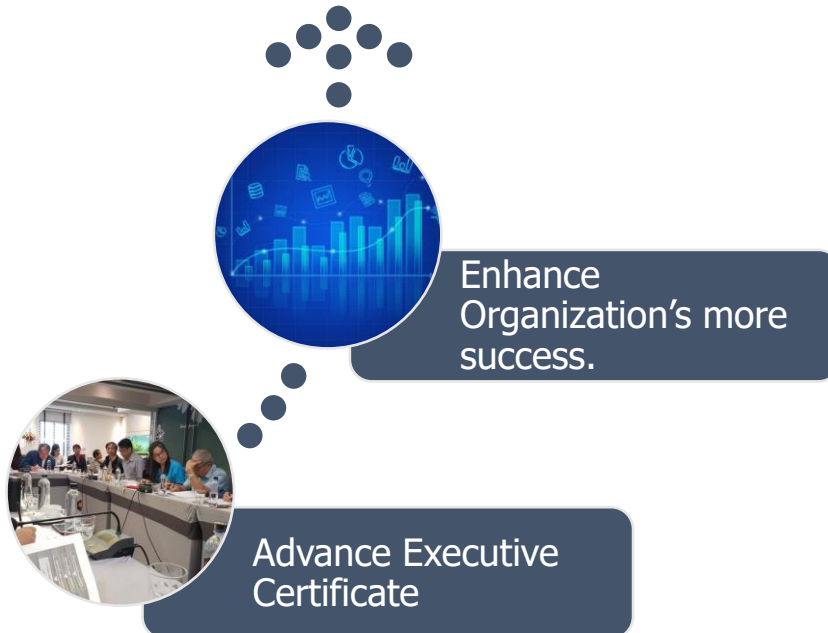 Enhance
Organization’s more
success.
Advance Executive
Certificate